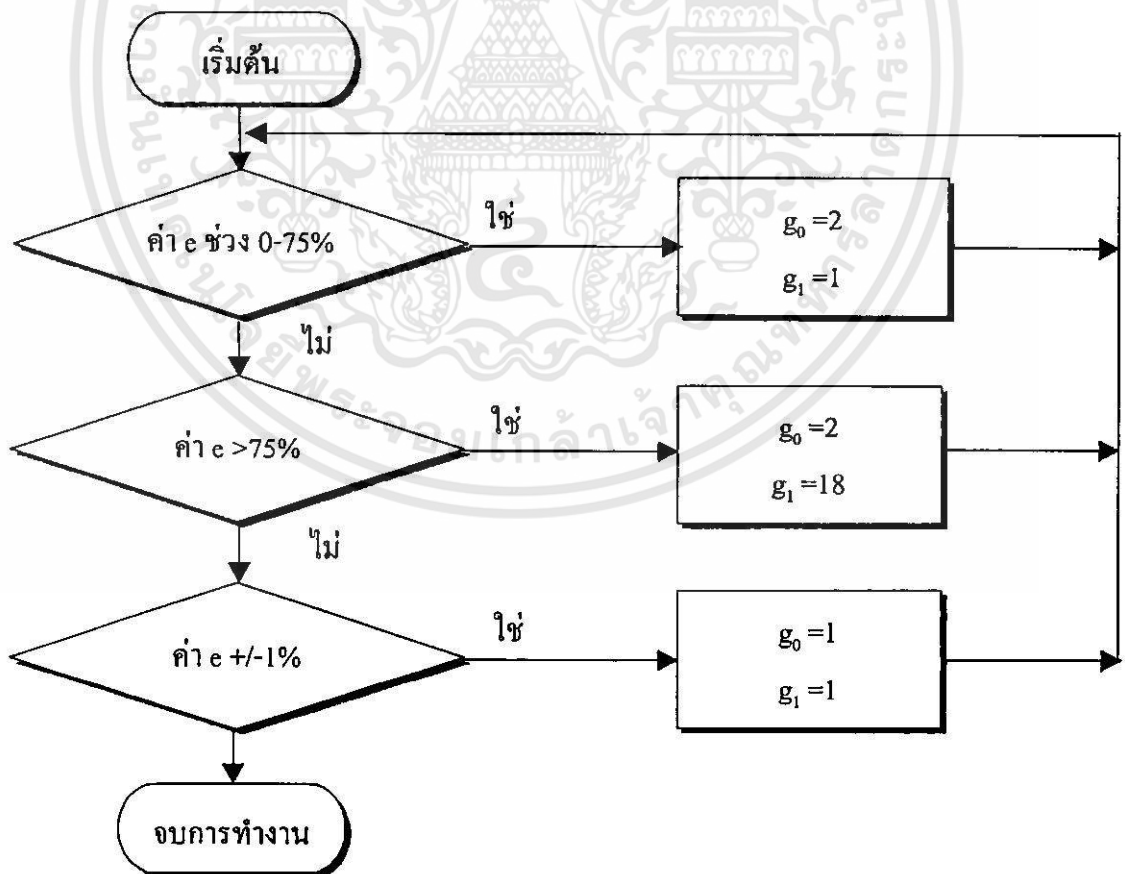 เริ่มต้น
ค่า e ช่วง 0-75%
ใช่
g₀ =2
g₁ =1
ไม่
ค่า e >75%
ใช่
g₀ =2
g₁ =18
ไม่
ค่า e +/-1%
ใช่
g₀ =1
g₁ =1
จบการทำงาน